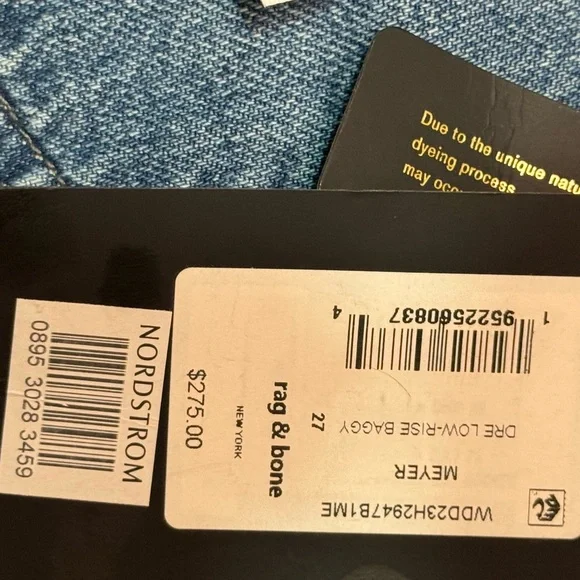 Due to the unique natu
dyeing process
may occ
NORDSTROM
0895 3028 3459
rag & bone
NEW YORK
$275.00
WDD23H2947B1ME
MEYER
DRE LOW-RISE BAGGY
27
1 9522560837 4